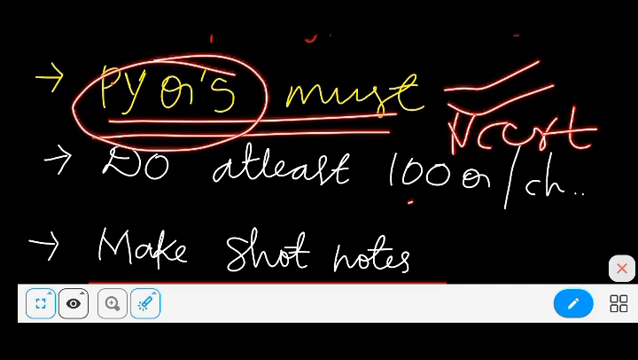 → PYQ's must Ncert
→ Do atleast 100 Q/ch..
→ Make Shot notes